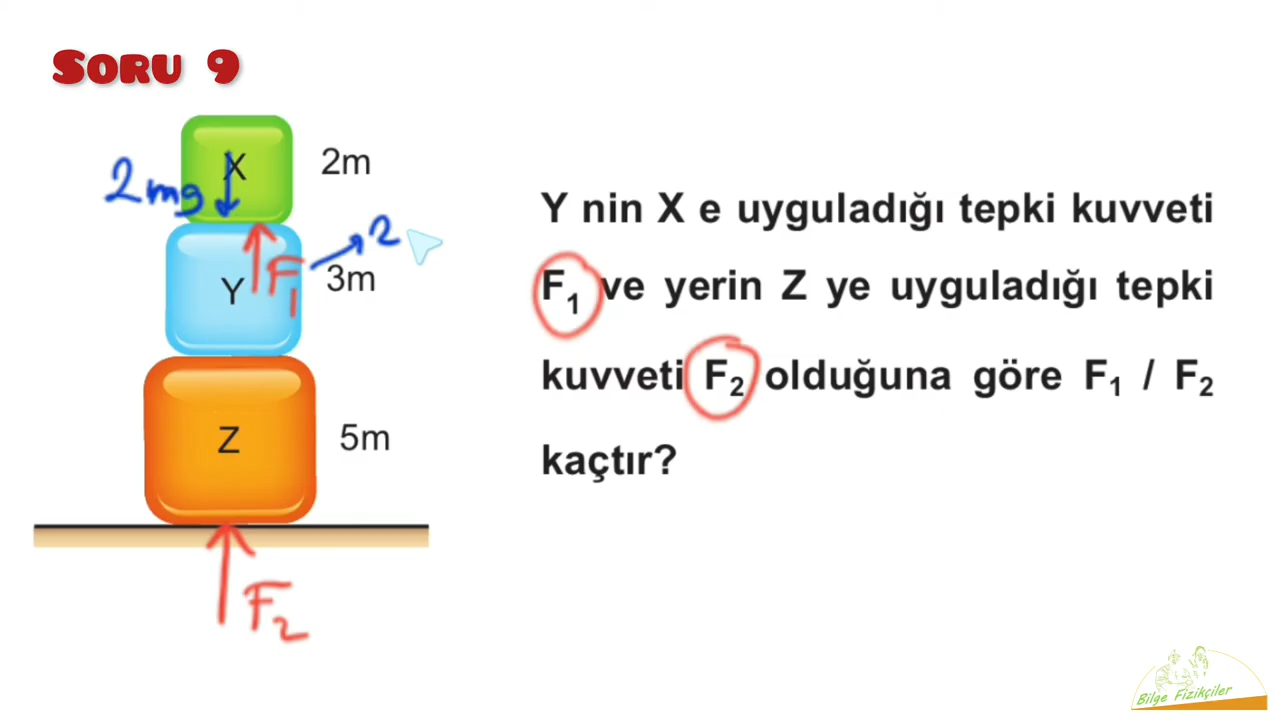 SORU 9
X
2m
2mg
Y nin X e uyguladığı tepki kuvveti
F₁
2
Y
3m
F₁ ve yerin Z ye uyguladığı tepki
kuvveti F₂ olduğuna göre F₁ / F₂
Z
5m
kaçtır?
F₂
Bilge Fizikçiler